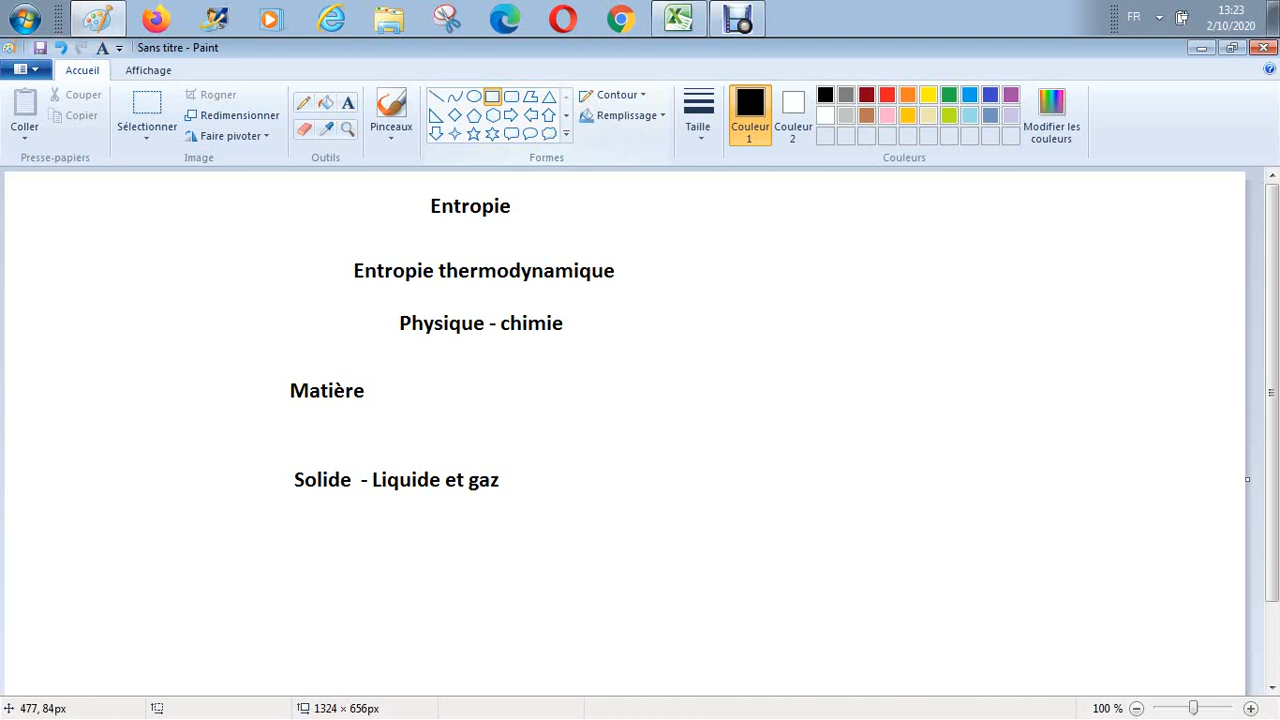 FR
13:23
2/10/2020
Sans titre - Paint
Accueil
Affichage
Coller
Couper
Copier
Presse-papiers
Sélectionner
Rogner
Redimensionner
Faire pivoter
Image
A
Outils
Pinceaux
Formes
Contour
Remplissage
Taille
Couleur
1
Couleur
2
Modifier les
couleurs
Couleurs
Entropie
Entropie thermodynamique
Physique - chimie
Matière
Solide  - Liquide et gaz
477, 84px
1324 × 656px
100 %